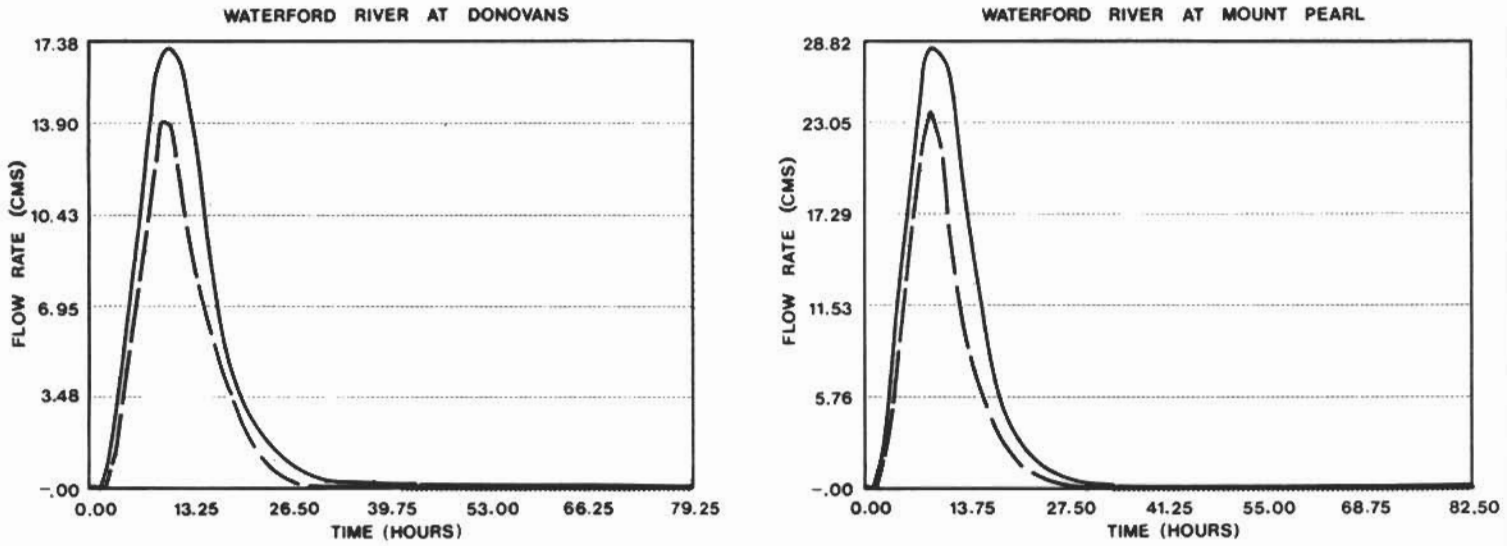 WATERFORD RIVER AT DONOVANS
17.38
13.90
10.43
6.95
3.48
-.00
FLOW RATE (CMS)
0.00 13.25 26.50 39.75 53.00 66.25 79.25
TIME (HOURS)
WATERFORD RIVER AT MOUNT PEARL
28.82
23.05
17.29
11.53
5.76
-.00
FLOW RATE (CMS)
0.00 13.75 27.50 41.25 55.00 68.75 82.50
TIME (HOURS)